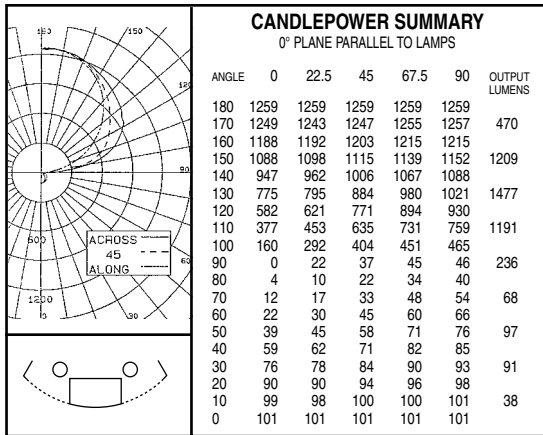 CANDLEPOWER SUMMARY
0° PLANE PARALLEL TO LAMPS
ANGLE 0 22.5 45 67.5 90 OUTPUT LUMENS
180 1259 1259 1259 1259 1259
170 1249 1243 1247 1255 1257 470
160 1188 1192 1203 1215 1215
150 1088 1098 1115 1139 1152 1209
140 947 962 1006 1067 1088
130 775 795 884 980 1021 1477
120 582 621 771 894 930
110 377 453 635 731 759 1191
100 160 292 404 451 465
90 0 22 37 45 46 236
80 4 10 22 34 40
70 12 17 33 48 54 68
60 22 30 45 60 66
50 39 45 58 71 76 97
40 59 62 71 82 85
30 76 78 84 90 93 91
20 90 90 94 96 98
10 99 98 100 100 101 38
0 101 101 101 101 101
150
120
90
60
30
0
600
1200
ACROSS
45
ALONG